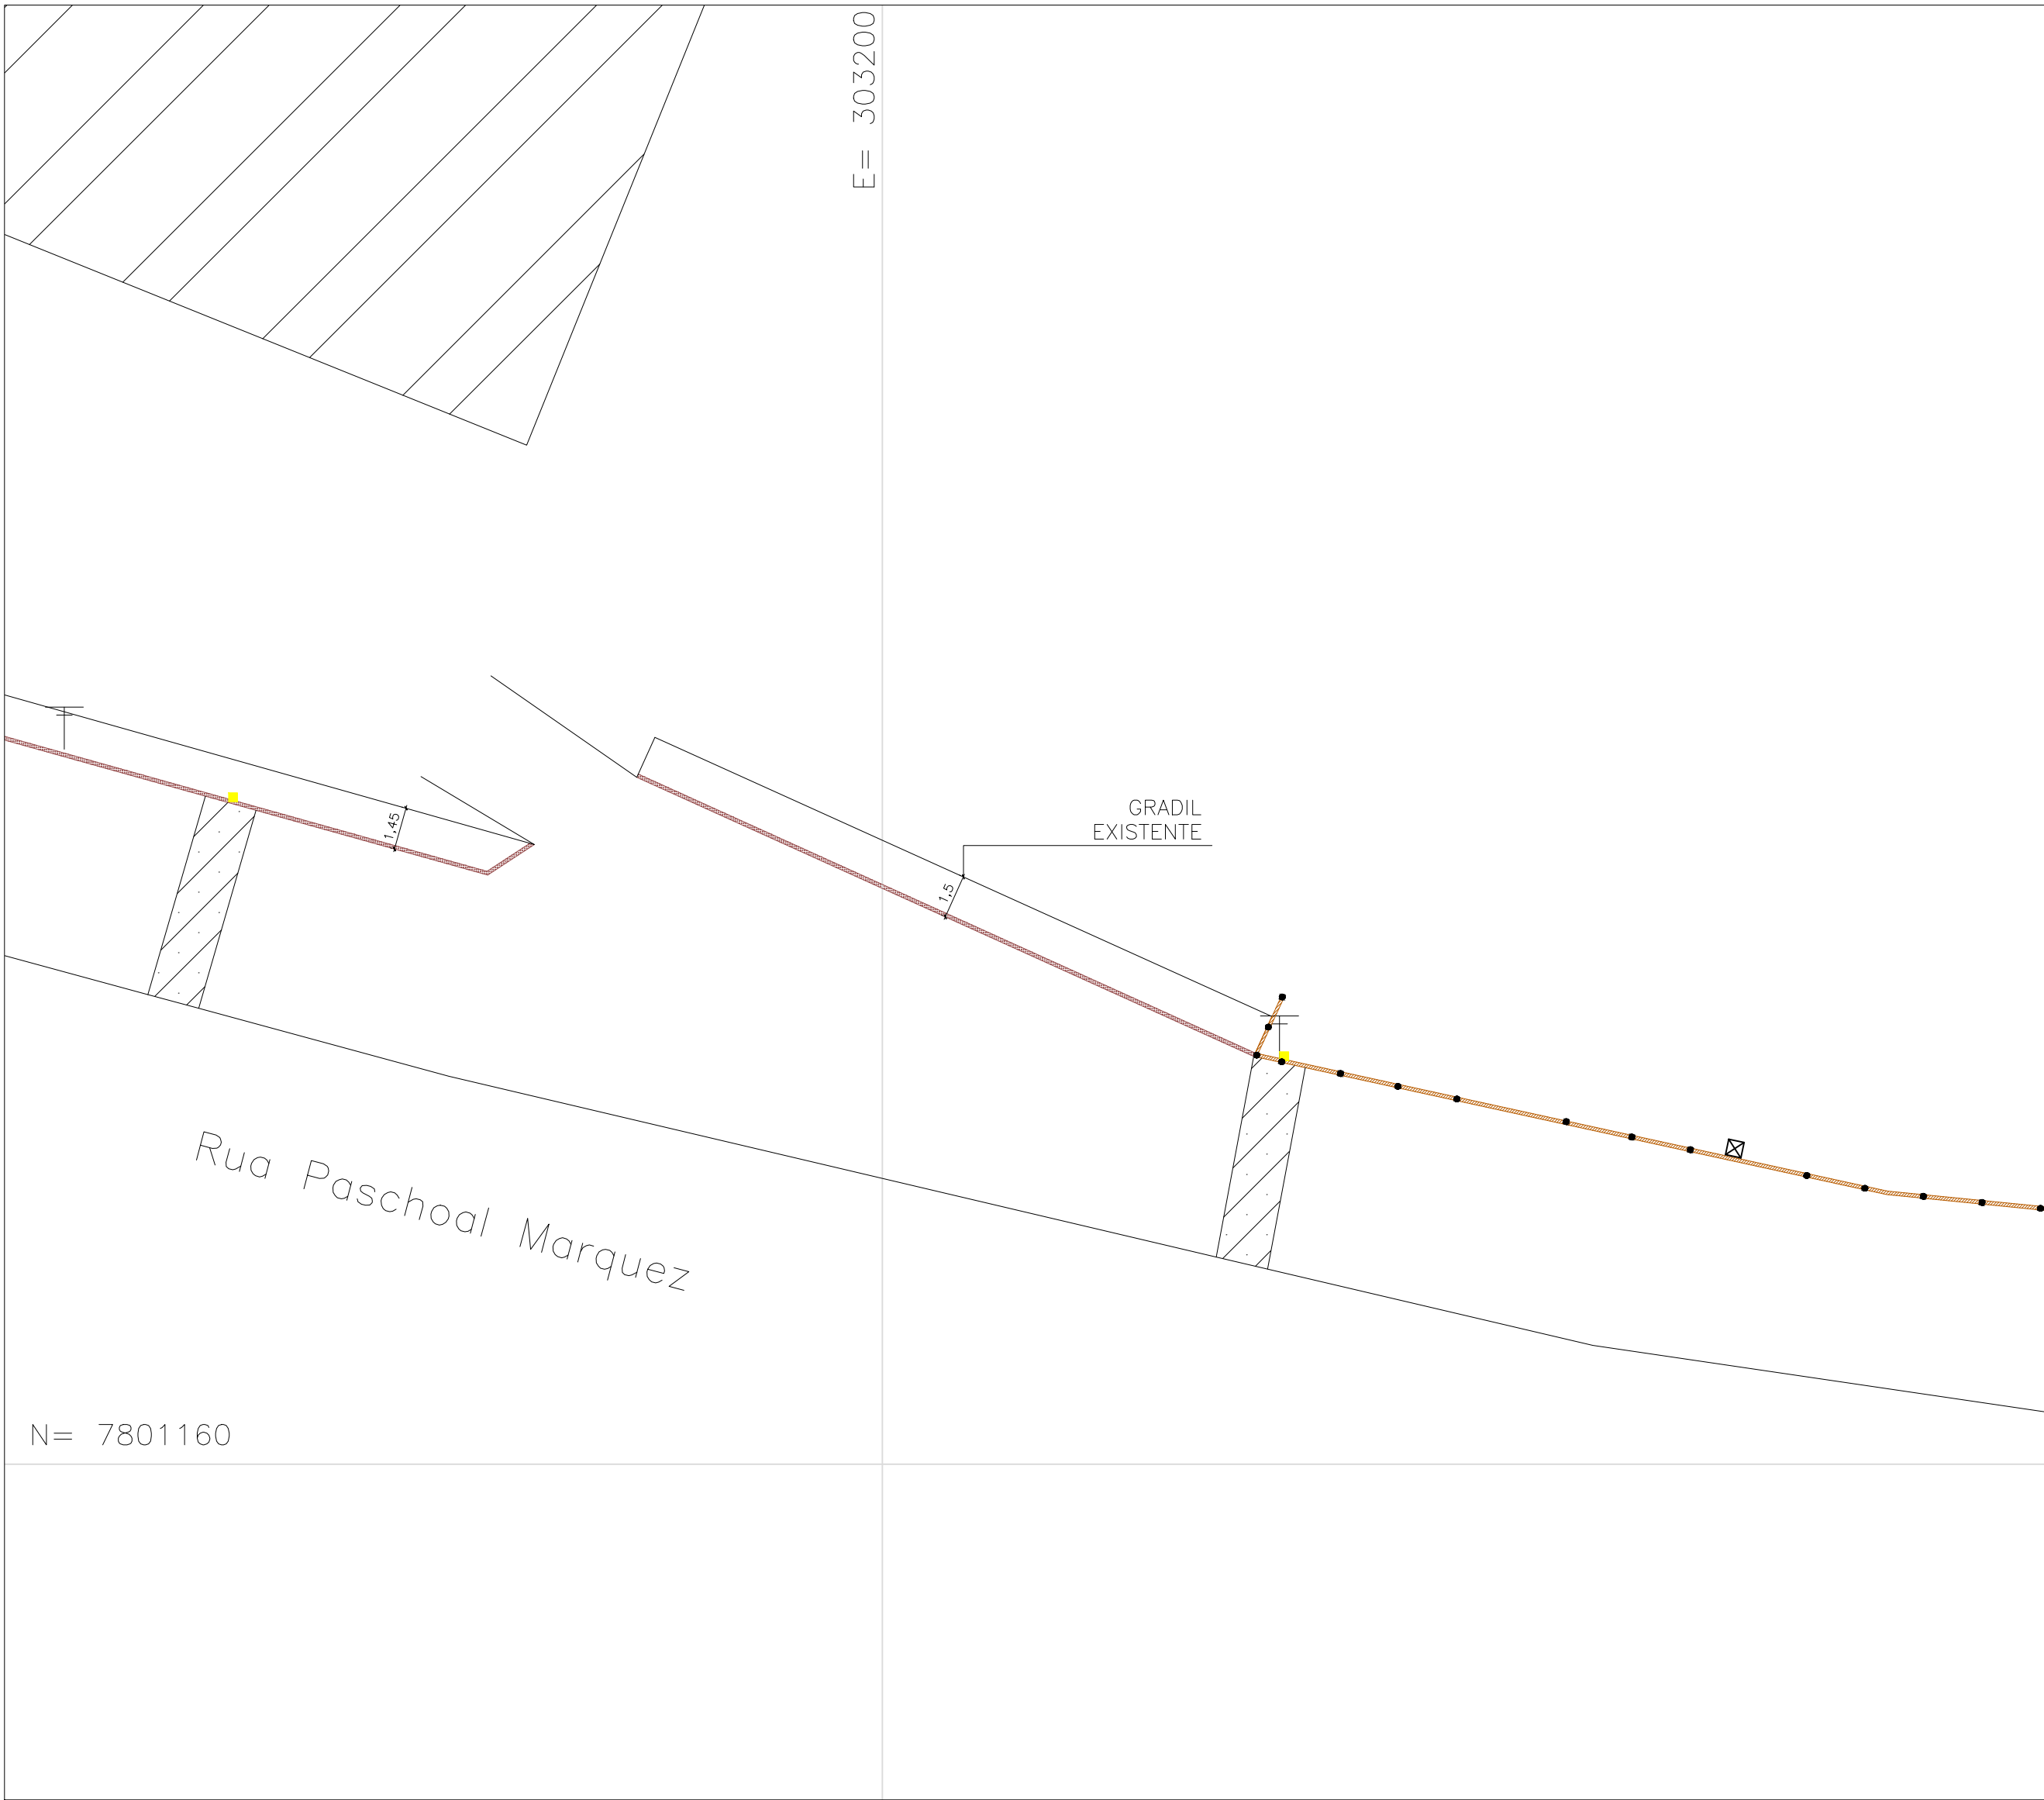 E= 303200
GRADIL
EXISTENTE
1,45
1,5
Rua Paschoal Marquez
N= 7801160